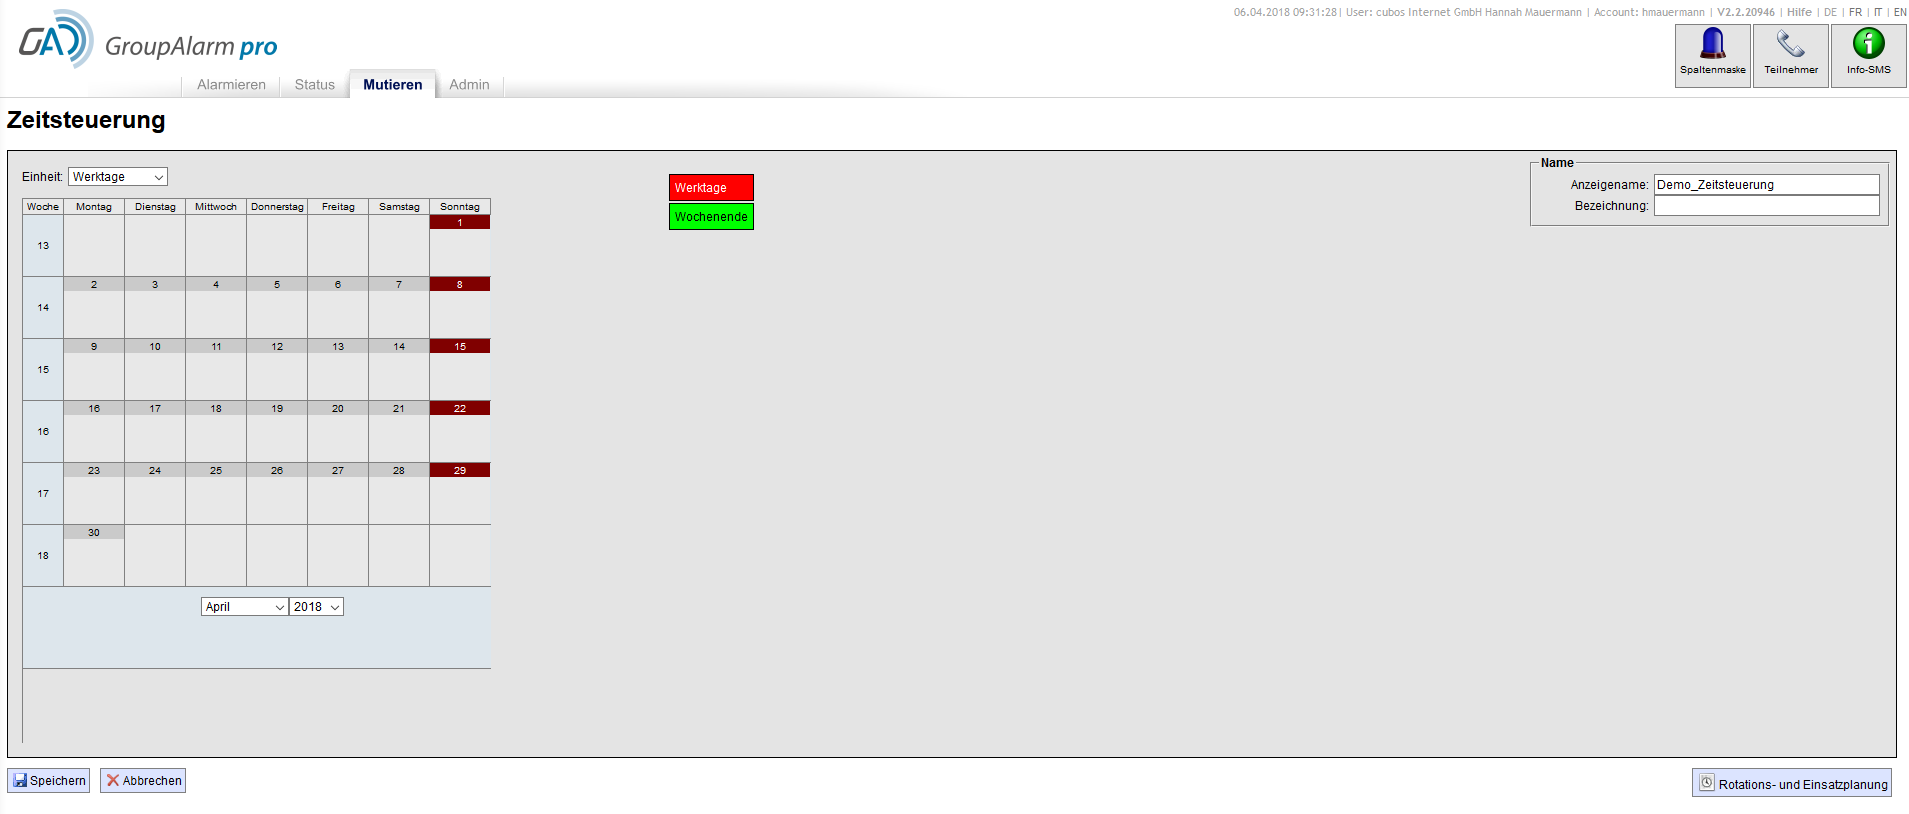 06.04.2018 09:31:28| User: cubos Internet GmbH Hannah Mauermann | Account: hmauermann | V2.2.20946 | Hilfe | DE | FR | IT | EN
GAD GroupAlarm pro
Spaltenmaske Teilnehmer Info-SMS
Alarmieren Status Mutieren Admin
Zeitsteuerung
Einheit: Werktage
Werktage
Wochenende
Name
Anzeigename: Demo_Zeitsteuerung
Bezeichnung:
Woche Montag Dienstag Mittwoch Donnerstag Freitag Samstag Sonntag
1
13
2 3 4 5 6 7 8
14
9 10 11 12 13 14 15
15
16 17 18 19 20 21 22
16
23 24 25 26 27 28 29
17
30
18
April 2018
Speichern Abbrechen
Rotations- und Einsatzplanung